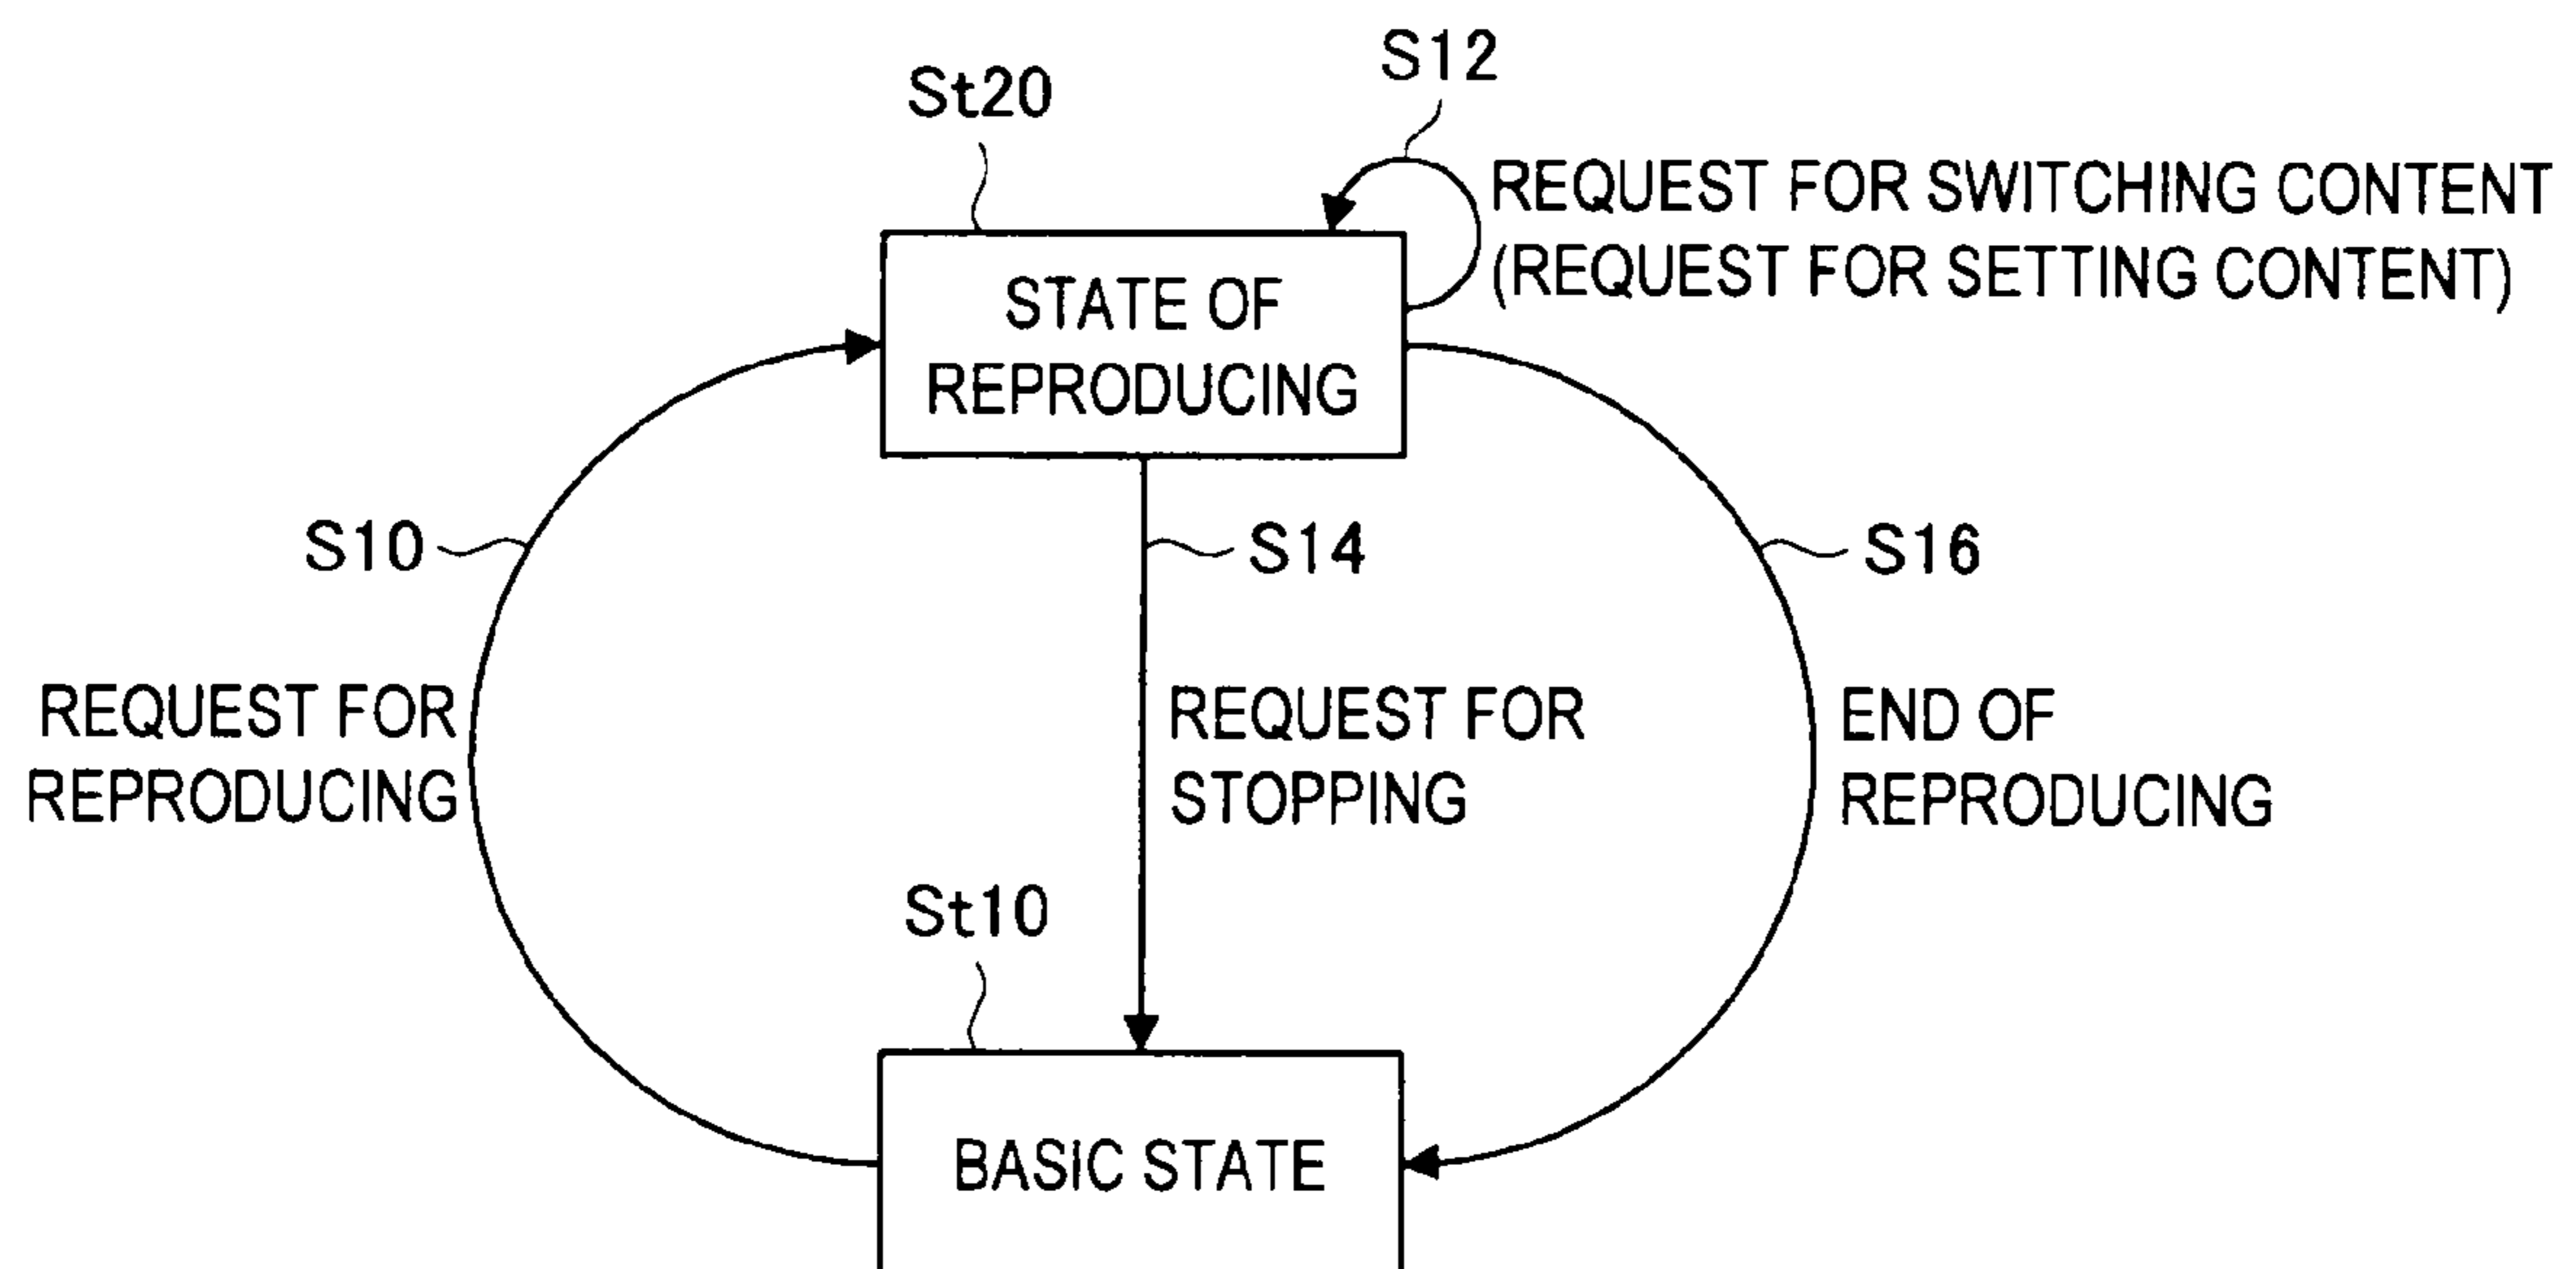 S12
St20
REQUEST FOR SWITCHING CONTENT
(REQUEST FOR SETTING CONTENT)
STATE OF
REPRODUCING
S10
S14
S16
REQUEST FOR
REPRODUCING
REQUEST FOR
STOPPING
END OF
REPRODUCING
St10
BASIC STATE